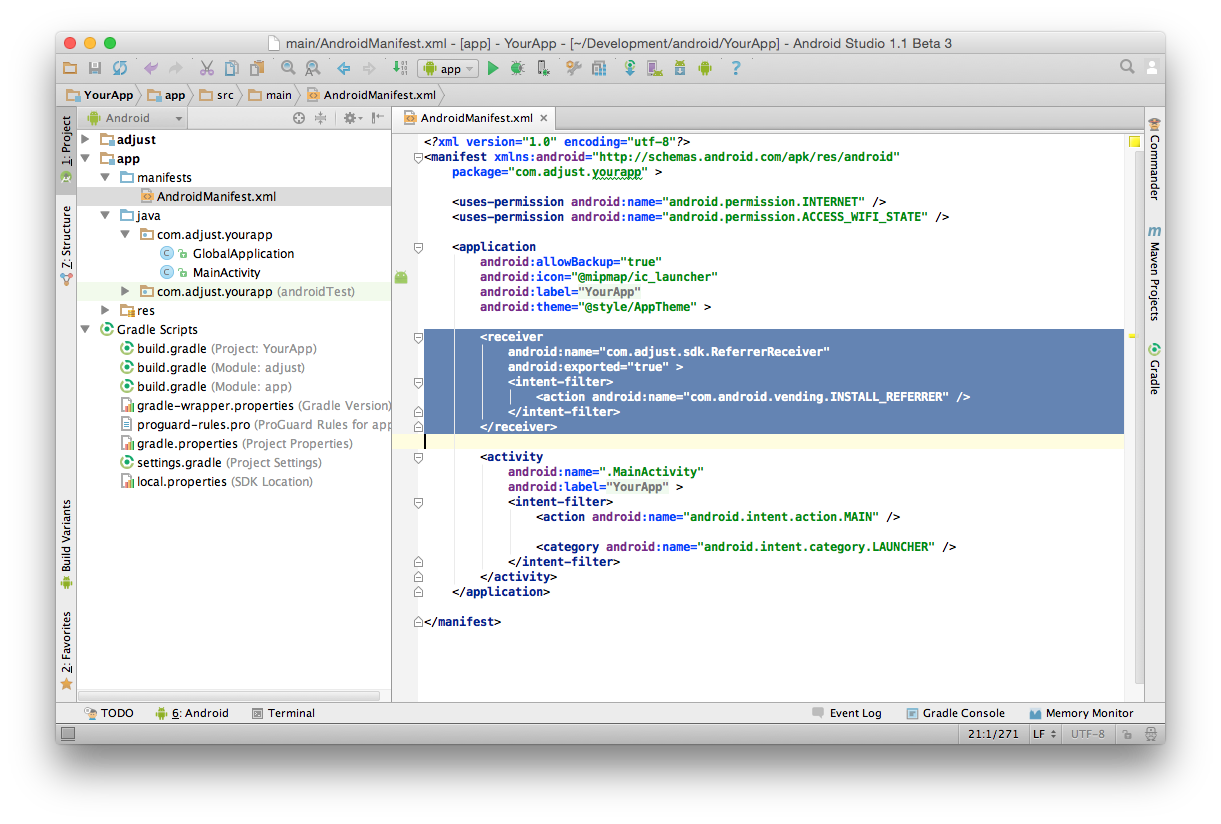 main/AndroidManifest.xml - [app] - YourApp - [~/Development/android/YourApp] - Android Studio 1.1 Beta 3
app
YourApp app src main AndroidManifest.xml
1: Project
Z: Structure
Build Variants
2: Favorites
Android
adjust
app
manifests
AndroidManifest.xml
java
com.adjust.yourapp
GlobalApplication
MainActivity
com.adjust.yourapp (androidTest)
res
Gradle Scripts
build.gradle (Project: YourApp)
build.gradle (Module: adjust)
build.gradle (Module: app)
gradle-wrapper.properties (Gradle Version)
proguard-rules.pro (ProGuard Rules for app
gradle.properties (Project Properties)
settings.gradle (Project Settings)
local.properties (SDK Location)
AndroidManifest.xml
<?xml version="1.0" encoding="utf-8"?>
<manifest xmlns:android="http://schemas.android.com/apk/res/android"
package="com.adjust.yourapp" >
<uses-permission android:name="android.permission.INTERNET" />
<uses-permission android:name="android.permission.ACCESS_WIFI_STATE" />
<application
android:allowBackup="true"
android:icon="@mipmap/ic_launcher"
android:label="YourApp"
android:theme="@style/AppTheme" >
<receiver
android:name="com.adjust.sdk.ReferrerReceiver"
android:exported="true" >
<intent-filter>
<action android:name="com.android.vending.INSTALL_REFERRER" />
</intent-filter>
</receiver>
<activity
android:name=".MainActivity"
android:label="YourApp" >
<intent-filter>
<action android:name="android.intent.action.MAIN" />
<category android:name="android.intent.category.LAUNCHER" />
</intent-filter>
</activity>
</application>
</manifest>
Commander
Maven Projects
Gradle
TODO 6: Android Terminal Event Log Gradle Console Memory Monitor
21:1/271 LF UTF-8